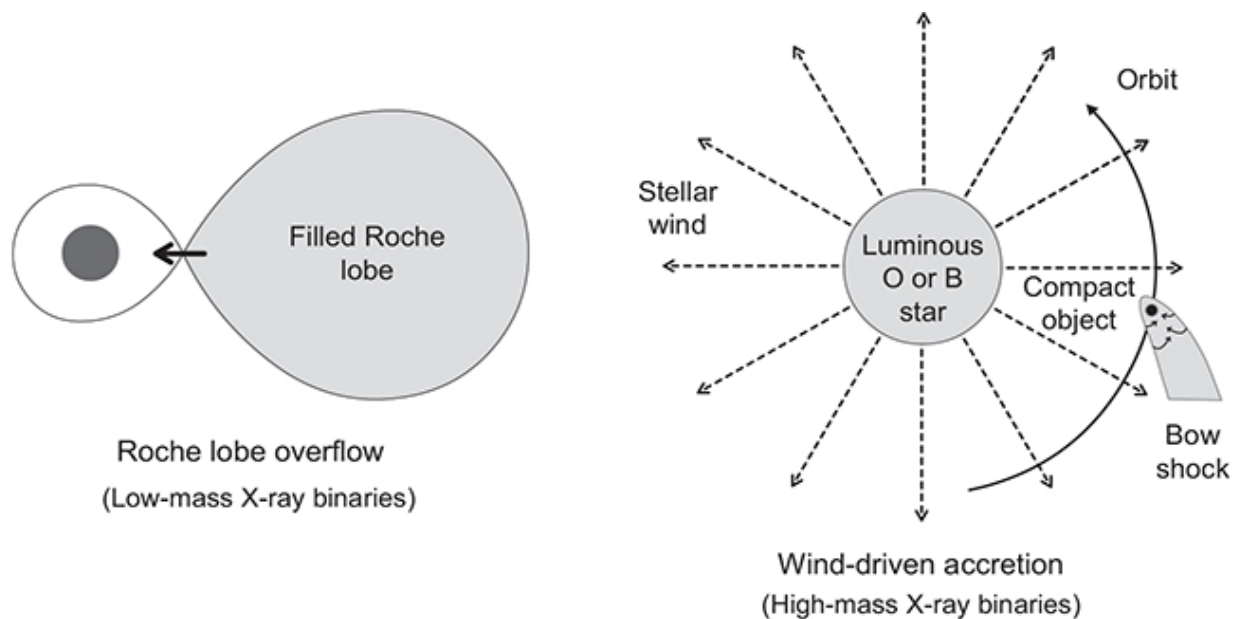 Filled Roche
lobe
Roche lobe overflow
(Low-mass X-ray binaries)
Orbit
Stellar
wind
Luminous
O or B
star
Compact
object
Bow
shock
Wind-driven accretion
(High-mass X-ray binaries)